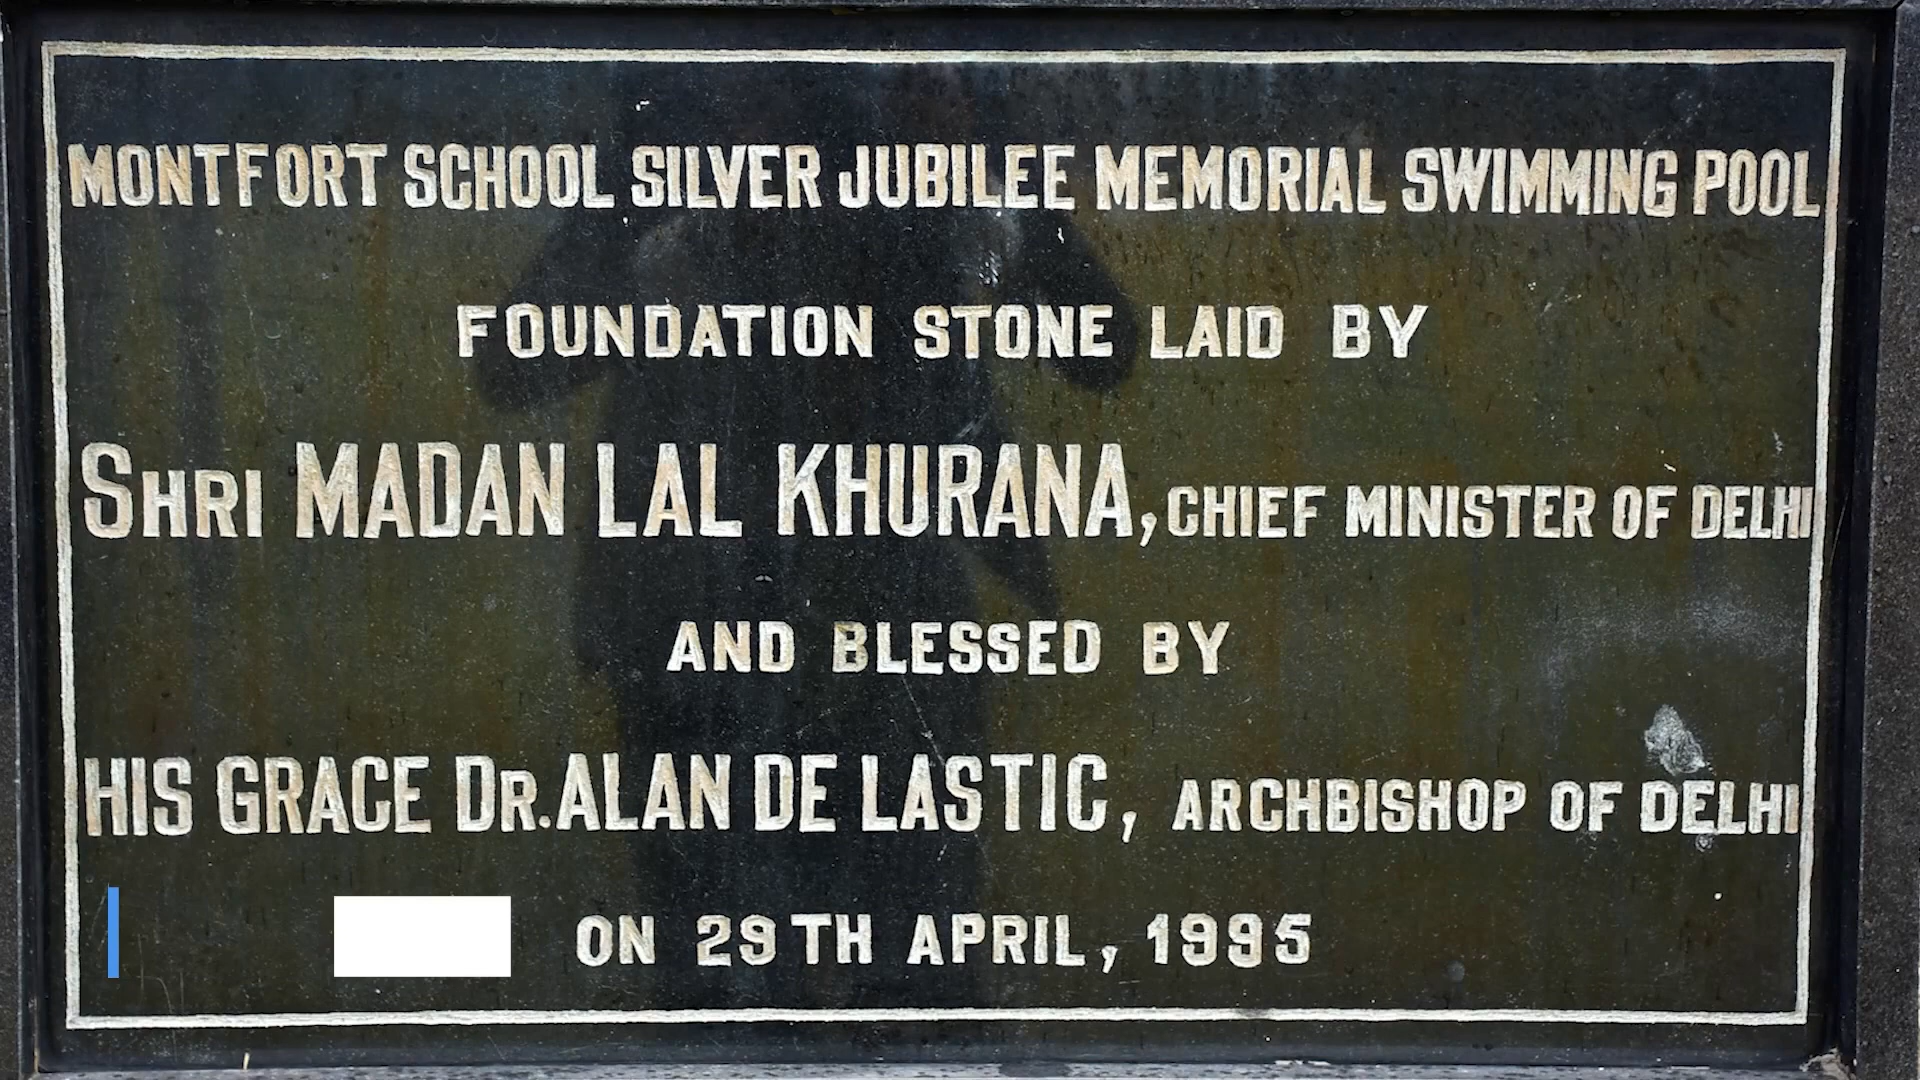 MONTFORT SCHOOL SILVER JUBILEE MEMORIAL SWIMMING POOL
FOUNDATION STONE LAID BY
SHRI MADAN LAL KHURANA, CHIEF MINISTER OF DELHI
AND BLESSED BY
HIS GRACE DR. ALAN DE LASTIC, ARCHBISHOP OF DELHI
ON 29TH APRIL, 1995